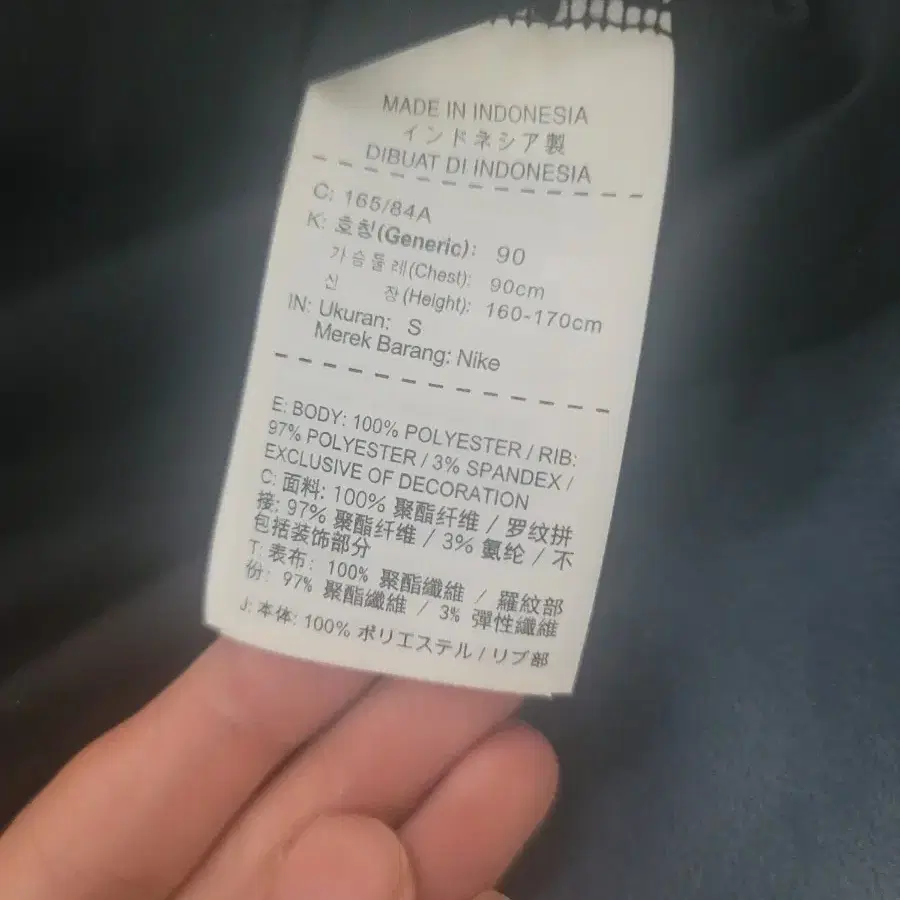 MADE IN INDONESIA
インドネシア製
DIBUAT DI INDONESIA
C: 165/84A
K: 호칭(Generic): 90
가슴둘레(Chest): 90cm
신 장(Height): 160-170cm
IN: Ukuran: S
Merek Barang: Nike
E: BODY: 100% POLYESTER / RIB:
97% POLYESTER / 3% SPANDEX /
EXCLUSIVE OF DECORATION
C: 面料: 100% 聚酯纤维 / 罗纹拼
接: 97% 聚酯纤维 / 3% 氨纶 / 不
包括装饰部分
T: 表布: 100% 聚酯纖維 / 羅紋部
份: 97% 聚酯纖維 / 3% 彈性纖維
J: 本体: 100% ポリエステル / リブ部